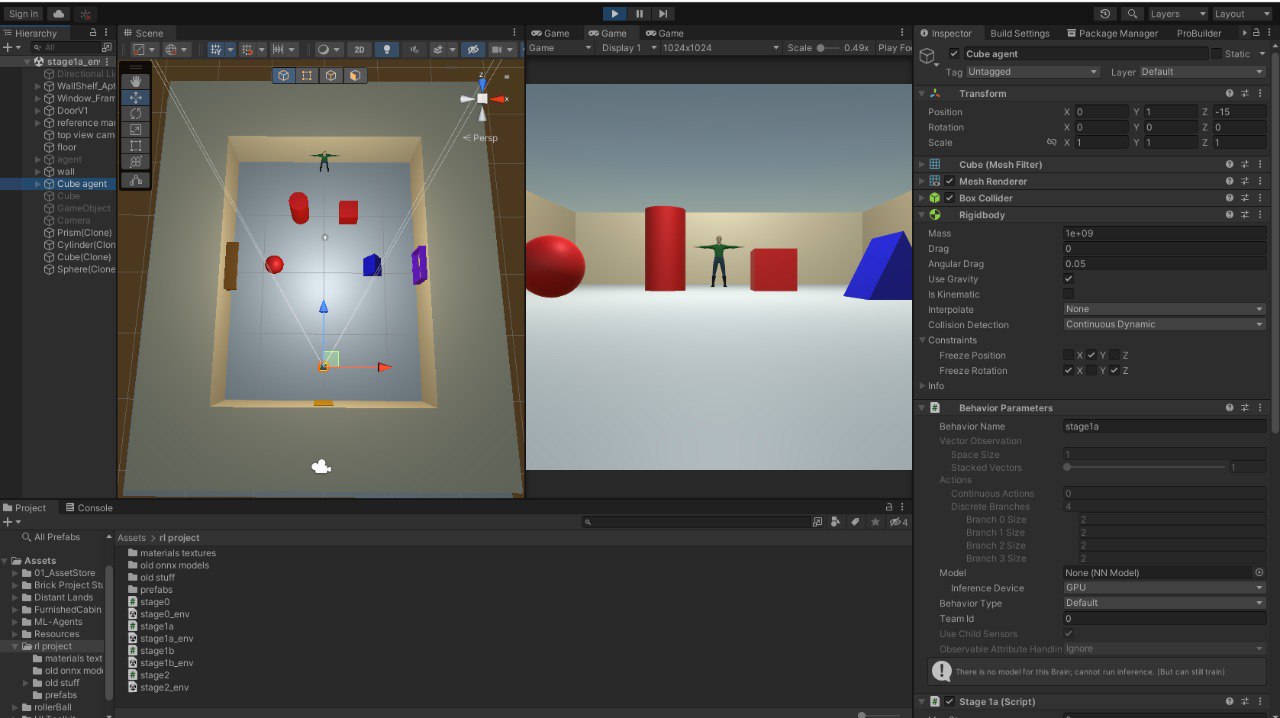 Sign in
Layers
Layout
Hierarchy
All
stage1a_en
Directional Li
WallShelf_Apt
Window_Fram
DoorV1
reference ma
top view cam
floor
agent
wall
Cube agent
Cube
GameObject
Camera
Prism(Clone)
Cylinder(Clon
Cube(Clone)
Sphere(Clone
Scene
2D
z
x
Persp
Game
Game
Game
Game
Display 1
1024x1024
Scale
0.49x
Play Fo
Inspector
Build Settings
Package Manager
ProBuilder
Cube agent
Static
Tag Untagged
Layer Default
Transform
Position X 0 Y 1 Z -15
Rotation X 0 Y 0 Z 0
Scale X 1 Y 1 Z 1
Cube (Mesh Filter)
Mesh Renderer
Box Collider
Rigidbody
Mass 1e+09
Drag 0
Angular Drag 0.05
Use Gravity
Is Kinematic
Interpolate None
Collision Detection Continuous Dynamic
Constraints
Freeze Position X Y Z
Freeze Rotation X Y Z
Info
Behavior Parameters
Behavior Name stage1a
Vector Observation
Space Size 1
Stacked Vectors 1
Actions
Continuous Actions 0
Discrete Branches 4
Branch 0 Size 2
Branch 1 Size 2
Branch 2 Size 2
Branch 3 Size 2
Model None (NN Model)
Inference Device GPU
Behavior Type Default
Team Id 0
Use Child Sensors
Observable Attribute Handlin Ignore
There is no model for this Brain; cannot run inference. (But can still train)
Stage 1a (Script)
Project
Console
4
All Prefabs
Assets
01_AssetStore
Brick Project Stu
Distant Lands
FurnishedCabin
ML-Agents
Resources
rl project
materials text
old onnx mode
old stuff
prefabs
rollerBall
Assets > rl project
materials textures
old onnx models
old stuff
prefabs
stage0
stage0_env
stage1a
stage1a_env
stage1b
stage1b_env
stage2
stage2_env